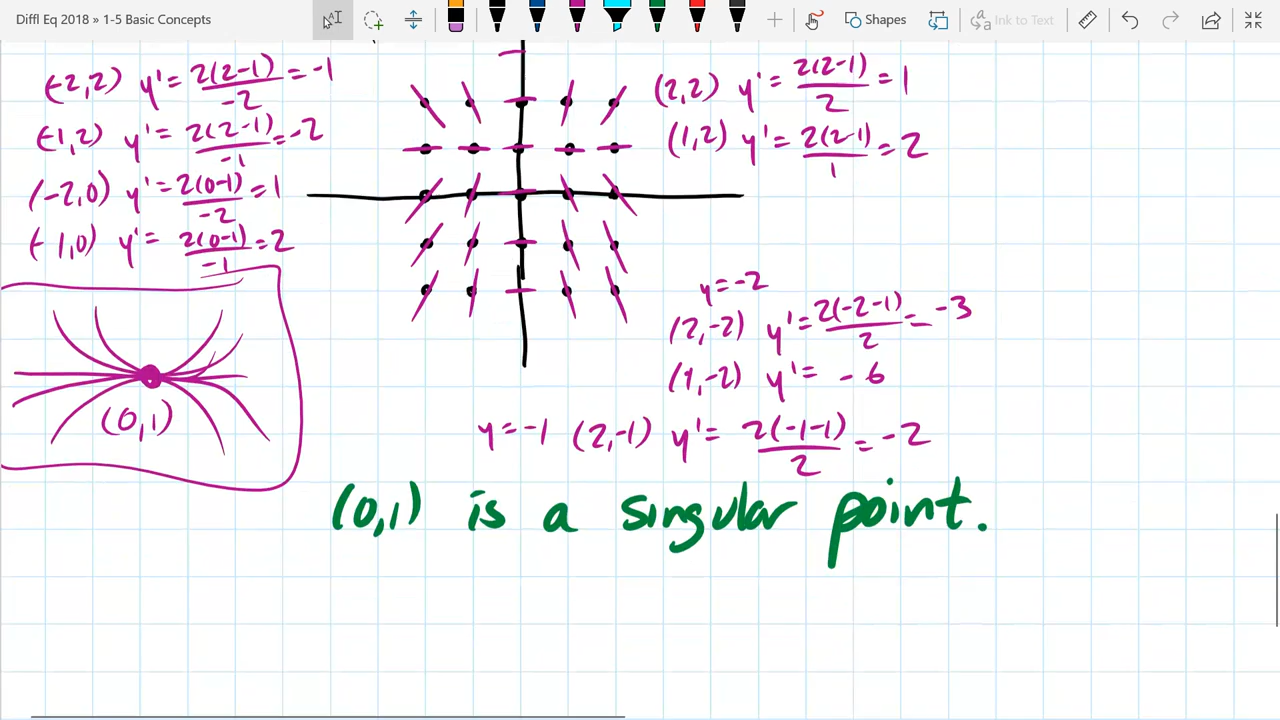 Diffl Eq 2018 » 1-5 Basic Concepts
Shapes
Ink to Text
(-2,2) y'= 2(2-1)/-2 = -1
(-1,2) y'= 2(2-1)/-1 = -2
(-2,0) y'= 2(0-1)/-2 = 1
(-1,0) y'= 2(0-1)/-1 = 2
(2,2) y'= 2(2-1)/2 = 1
(1,2) y'= 2(2-1)/1 = 2
(0,1)
y=-2
(2,-2) y'= 2(-2-1)/2 = -3
(1,-2) y'= -6
y=-1 (2,-1) y'= 2(-1-1)/2 = -2
(0,1) is a singular point.